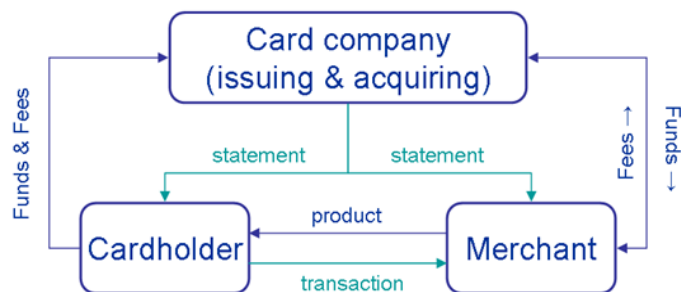 Card company
(issuing & acquiring)
Funds & Fees
Fees →
Funds →
statement
statement
Cardholder
product
Merchant
transaction